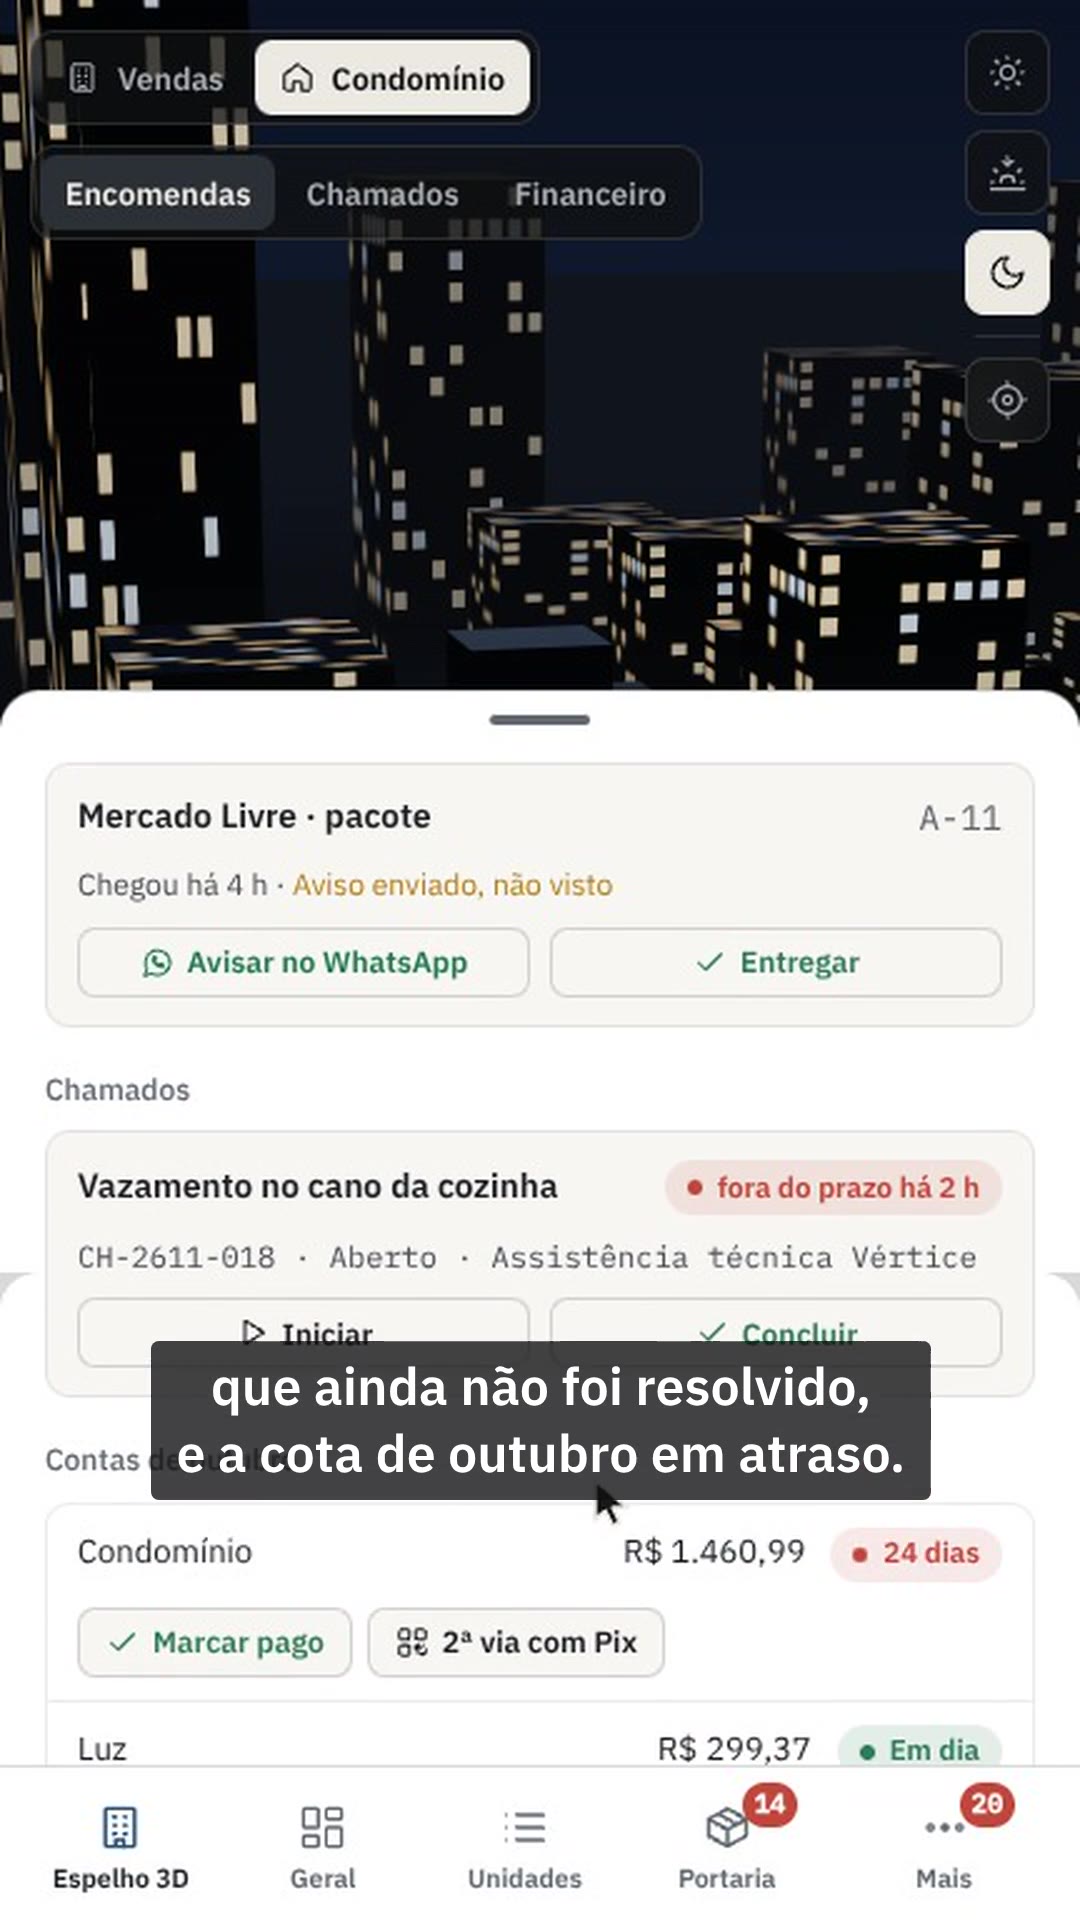 Vendas
Condomínio
Encomendas
Chamados
Financeiro
Mercado Livre · pacote
A-11
Chegou há 4 h · Aviso enviado, não visto
Avisar no WhatsApp
Entregar
Chamados
Vazamento no cano da cozinha
fora do prazo há 2 h
CH-2611-018 · Aberto · Assistência técnica Vértice
Iniciar
Concluir
que ainda não foi resolvido,
e a cota de outubro em atraso.
Contas de outubro
Condomínio
R$ 1.460,99
24 dias
Marcar pago
2ª via com Pix
Luz
R$ 299,37
Em dia
14
20
Espelho 3D
Geral
Unidades
Portaria
Mais